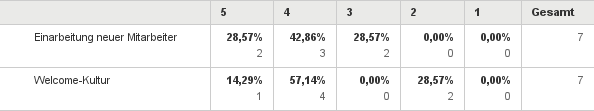 5 4 3 2 1 Gesamt
Einarbeitung neuer Mitarbeiter 28,57% 42,86% 28,57% 0,00% 0,00% 7
2 3 2 0 0
Welcome-Kultur 14,29% 57,14% 0,00% 28,57% 0,00% 7
1 4 0 2 0